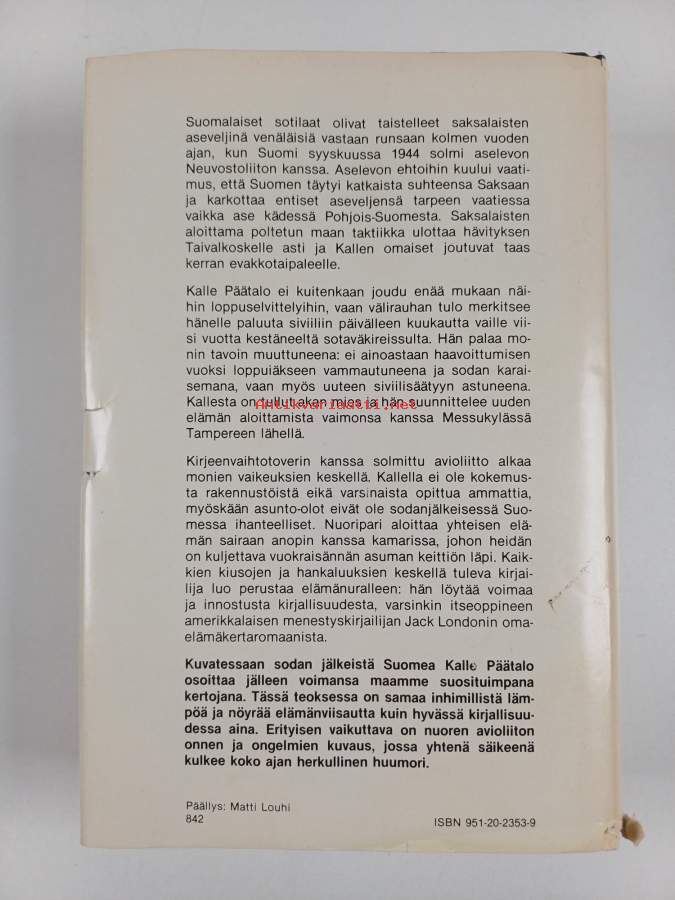 Suomalaiset sotilaat olivat taistelleet saksalaisten
aseveljinä venäläisiä vastaan runsaan kolmen vuoden
ajan, kun Suomi syyskuussa 1944 solmi aselevon
Neuvostoliiton kanssa. Aselevon ehtoihin kuului vaati-
mus, että Suomen täytyi katkaista suhteensa Saksaan
ja karkottaa entiset aseveljensä tarpeen vaatiessa
vaikka ase kädessä Pohjois-Suomesta. Saksalaisten
aloittama poltetun maan taktiikka ulottaa hävityksen
Taivalkoskelle asti ja Kallen omaiset joutuvat taas
kerran evakkotaipaleelle.
Kalle Päätalo ei kuitenkaan joudu enää mukaan näi-
hin loppuselvittelyihin, vaan välirauhan tulo merkitsee
hänelle paluuta siviiliin päivälleen kuukautta vaille vii-
si vuotta kestäneeltä sotaväkireissulta. Hän palaa mo-
nin tavoin muuttuneena: ei ainoastaan haavoittumisen
vuoksi loppuiäkseen vammautuneena ja sodan karai-
semana, vaan myös uuteen siviilisäätyyn astuneena.
Kallesta on tullut akan mies ja hän suunnittelee uuden
Antikvariaatti.net
elämän aloittamista vaimonsa kanssa Messukylässä
Tampereen lähellä.
Kirjeenvaihtotoverin kanssa solmittu avioliitto alkaa
monien vaikeuksien keskellä. Kallella ei ole kokemus-
ta rakennustöistä eikä varsinaista opittua ammattia,
myöskään asunto-olot eivät ole sodanjälkeisessä Suo-
messa ihanteelliset. Nuoripari aloittaa yhteisen elä-
män sairaan anopin kanssa kamarissa, johon heidän
on kuljettava vuokraisännän asuman keittiön läpi. Kaik-
kien kiusojen ja hankaluuksien keskellä tuleva kirjai-
lija luo perustaa elämänuralleen: hän löytää voimaa
ja innostusta kirjallisuudesta, varsinkin itseoppineen
amerikkalaisen menestyskirjailijan Jack Londonin oma-
elämäkertaromaanista.
Kuvatessaan sodan jälkeistä Suomea Kalle Päätalo
osoittaa jälleen voimansa maamme suosituimpana
kertojana. Tässä teoksessa on samaa inhimillistä läm-
pöä ja nöyrää elämänviisautta kuin hyvässä kirjallisuu-
dessa aina. Erityisen vaikuttava on nuoren avioliiton
onnen ja ongelmien kuvaus, jossa yhtenä säikeenä
kulkee koko ajan herkullinen huumori.
Päällys: Matti Louhi
842
ISBN 951-20-2353-9